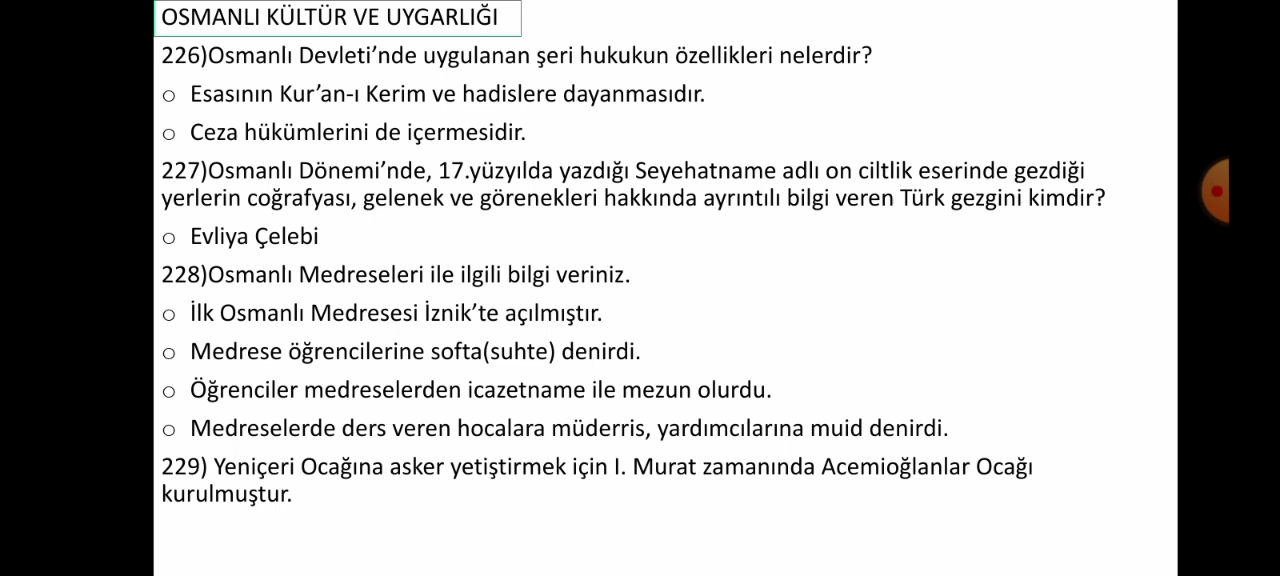 OSMANLI KÜLTÜR VE UYGARLIĞI
226)Osmanlı Devleti’nde uygulanan şeri hukukun özellikleri nelerdir?
o Esasının Kur’an-ı Kerim ve hadislere dayanmasıdır.
o Ceza hükümlerini de içermesidir.
227)Osmanlı Dönemi’nde, 17.yüzyılda yazdığı Seyehatname adlı on ciltlik eserinde gezdiği
yerlerin coğrafyası, gelenek ve görenekleri hakkında ayrıntılı bilgi veren Türk gezgini kimdir?
o Evliya Çelebi
228)Osmanlı Medreseleri ile ilgili bilgi veriniz.
o İlk Osmanlı Medresesi İznik’te açılmıştır.
o Medrese öğrencilerine softa(suhte) denirdi.
o Öğrenciler medreselerden icazetname ile mezun olurdu.
o Medreselerde ders veren hocalara müderris, yardımcılarına muid denirdi.
229) Yeniçeri Ocağına asker yetiştirmek için I. Murat zamanında Acemioğlanlar Ocağı
kurulmuştur.